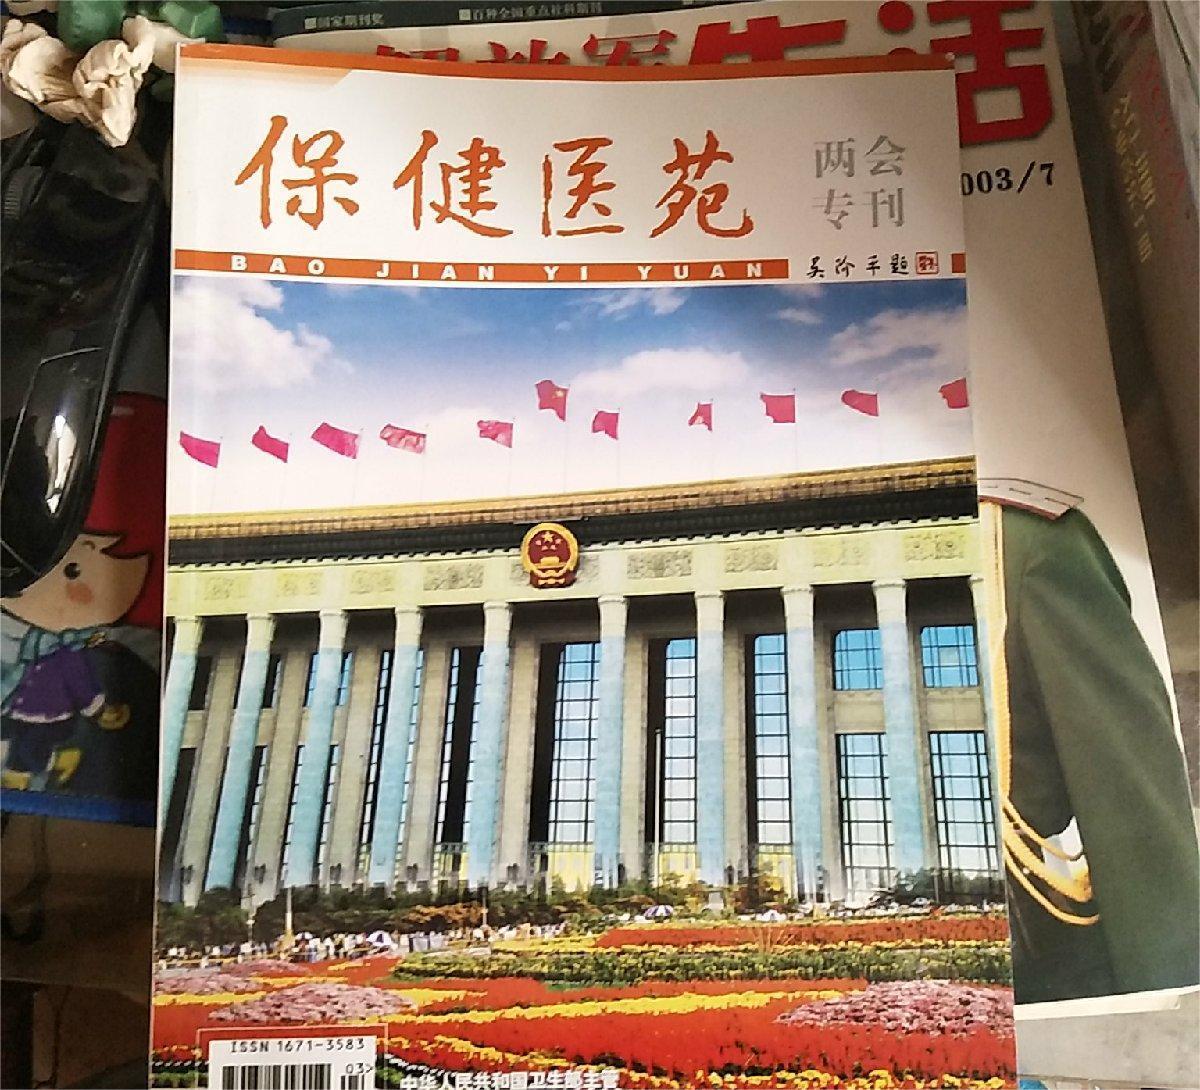 国家期刊奖
百种全国重点社科期刊
解放军生活
003/7
保健医苑
两会
专刊
BAO JIAN YI YUAN
吴阶平题
ISSN 1671-3583
03>
中华人民共和国卫生部主管